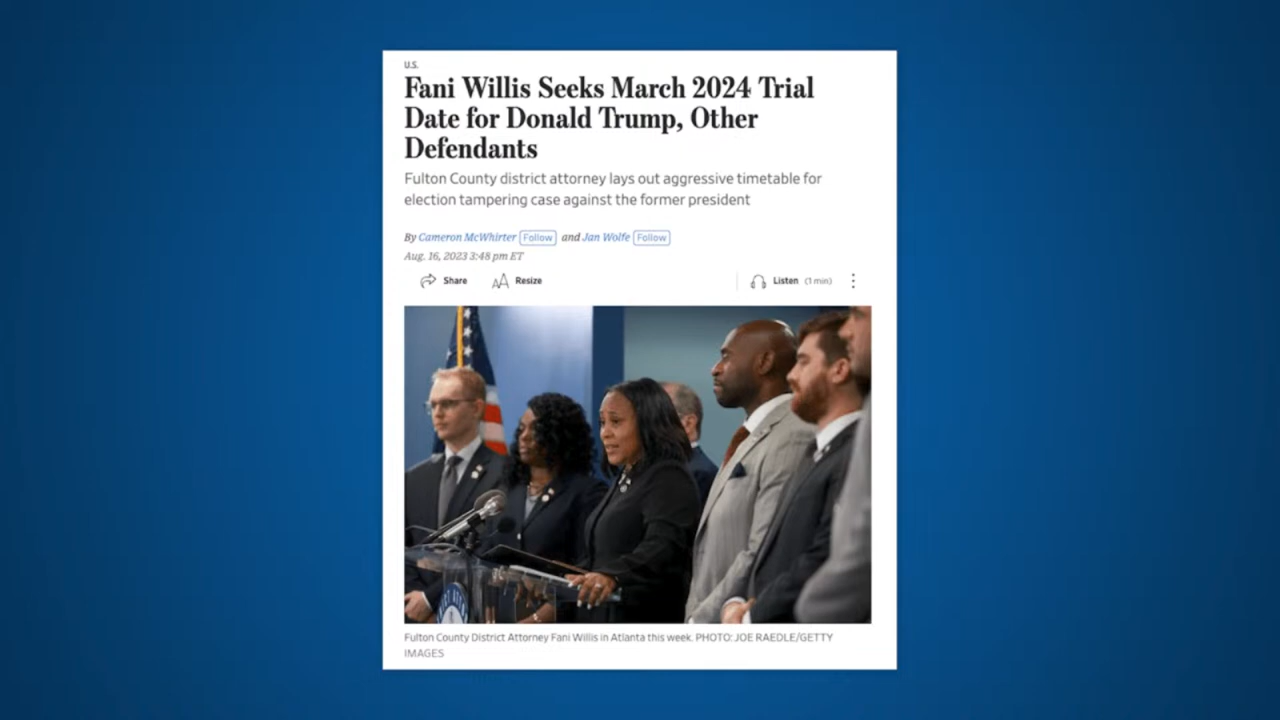 U.S.
Fani Willis Seeks March 2024 Trial
Date for Donald Trump, Other
Defendants
Fulton County district attorney lays out aggressive timetable for
election tampering case against the former president
By Cameron McWhirter Follow and Jan Wolfe Follow
Aug. 16, 2023 3:48 pm ET
Share Resize Listen (1 min)
Fulton County District Attorney Fani Willis in Atlanta this week. PHOTO: JOE RAEDLE/GETTY
IMAGES